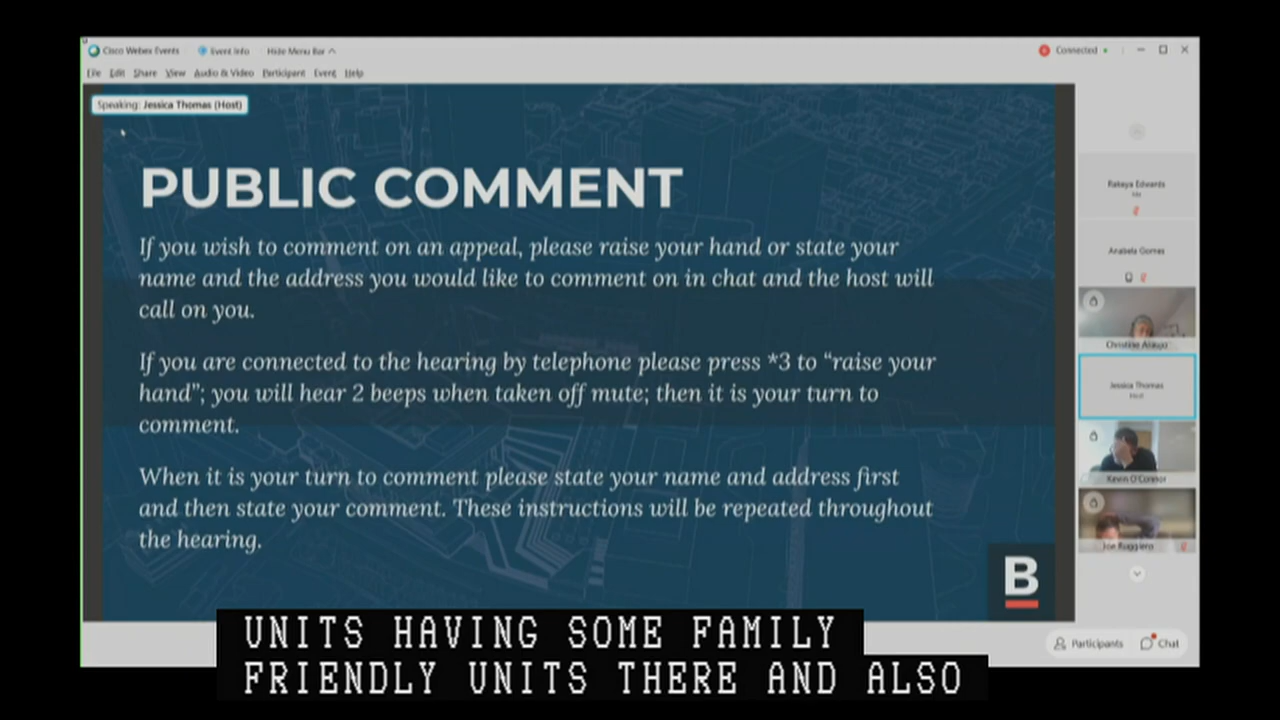 Cisco Webex Events Event Info Hide Menu Bar
Connected
File Edit Share View Audio & Video Participant Event Help
Speaking: Jessica Thomas (Host)
PUBLIC COMMENT
If you wish to comment on an appeal, please raise your hand or state your
name and the address you would like to comment on in chat and the host will
call on you.
If you are connected to the hearing by telephone please press *3 to “raise your
hand”; you will hear 2 beeps when taken off mute; then it is your turn to
comment.
When it is your turn to comment please state your name and address first
and then state your comment. These instructions will be repeated throughout
the hearing.
B
Rakeya Edwards
Me
Anabela Gomes
Christine Araujo
Jessica Thomas
Host
Kevin O'Connor
Joe Ruggiero
Participants Chat
UNITS HAVING SOME FAMILY
FRIENDLY UNITS THERE AND ALSO